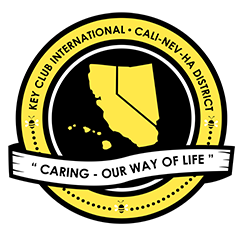 KEY CLUB INTERNATIONAL • CALI-NEV-HA DISTRICT
“ CARING - OUR WAY OF LIFE ”